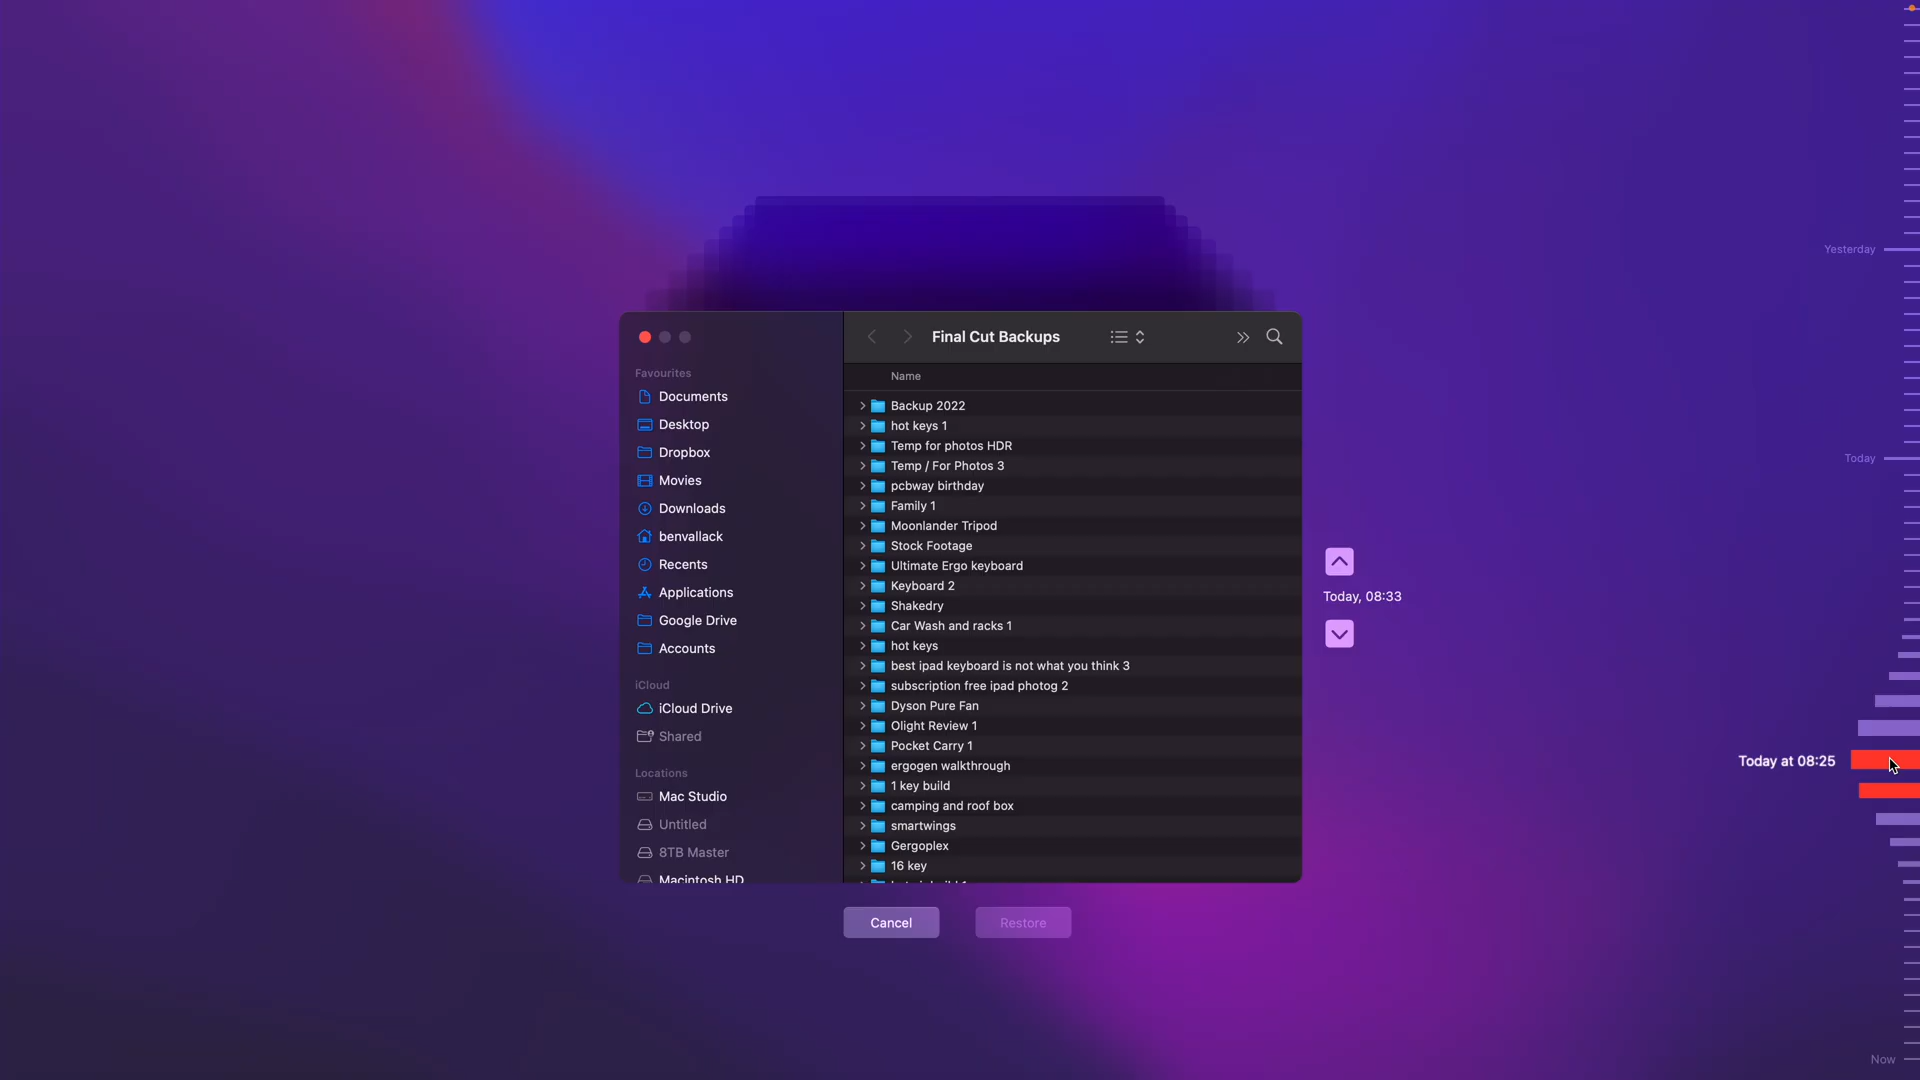 Final Cut Backups
Favourites
Documents
Desktop
Dropbox
Movies
Downloads
benvallack
Recents
Applications
Google Drive
Accounts
iCloud
iCloud Drive
Shared
Locations
Mac Studio
Untitled
8TB Master
Macintosh HD
Name
Backup 2022
hot keys 1
Temp for photos HDR
Temp / For Photos 3
pcbway birthday
Family 1
Moonlander Tripod
Stock Footage
Ultimate Ergo keyboard
Keyboard 2
Shakedry
Car Wash and racks 1
hot keys
best ipad keyboard is not what you think 3
subscription free ipad photog 2
Dyson Pure Fan
Olight Review 1
Pocket Carry 1
ergogen walkthrough
1 key build
camping and roof box
smartwings
Gergoplex
16 key
Cancel
Restore
Today, 08:33
Yesterday
Today
Today at 08:25
Now